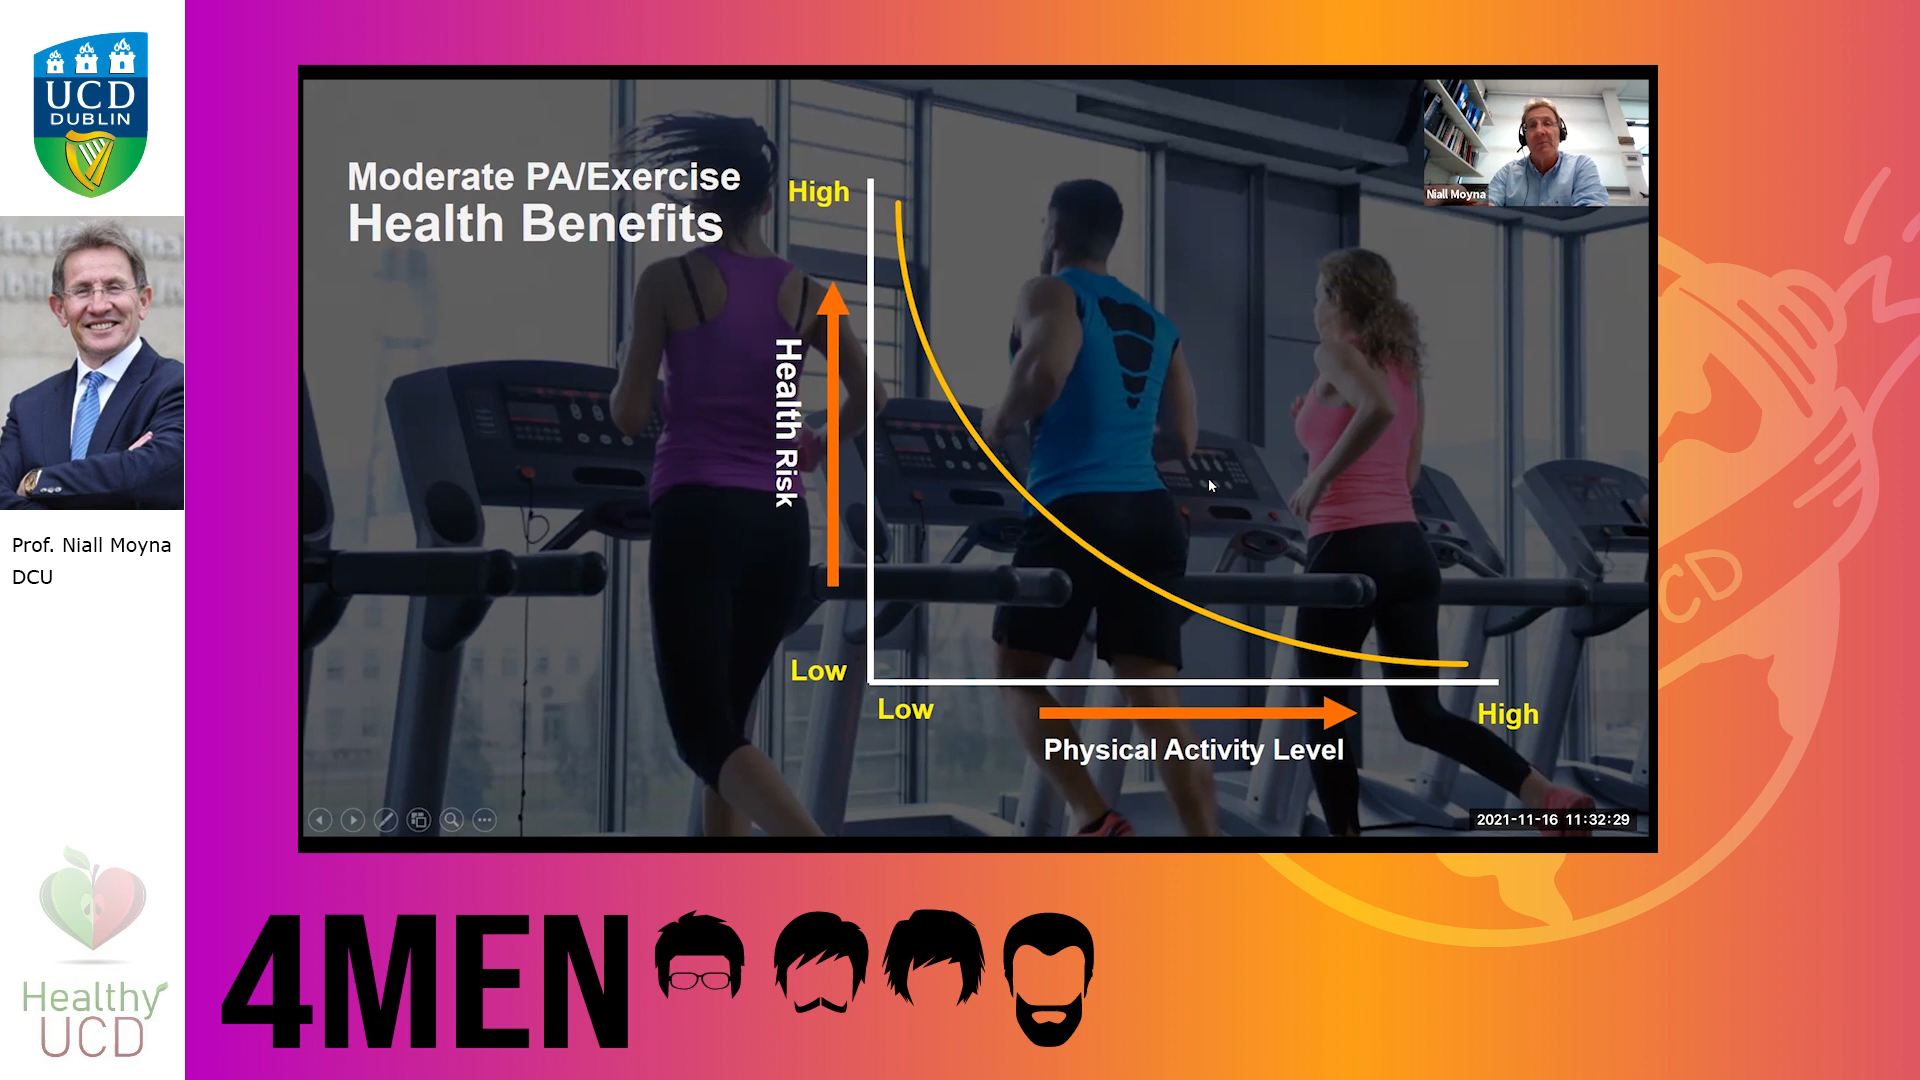 UCD
DUBLIN
Prof. Niall Moyna
DCU
Healthy
UCD
Moderate PA/Exercise
Health Benefits
High
Health Risk
Low
Low
High
Physical Activity Level
Niall Moyna
2021-11-16 11:32:29
4MEN
CD